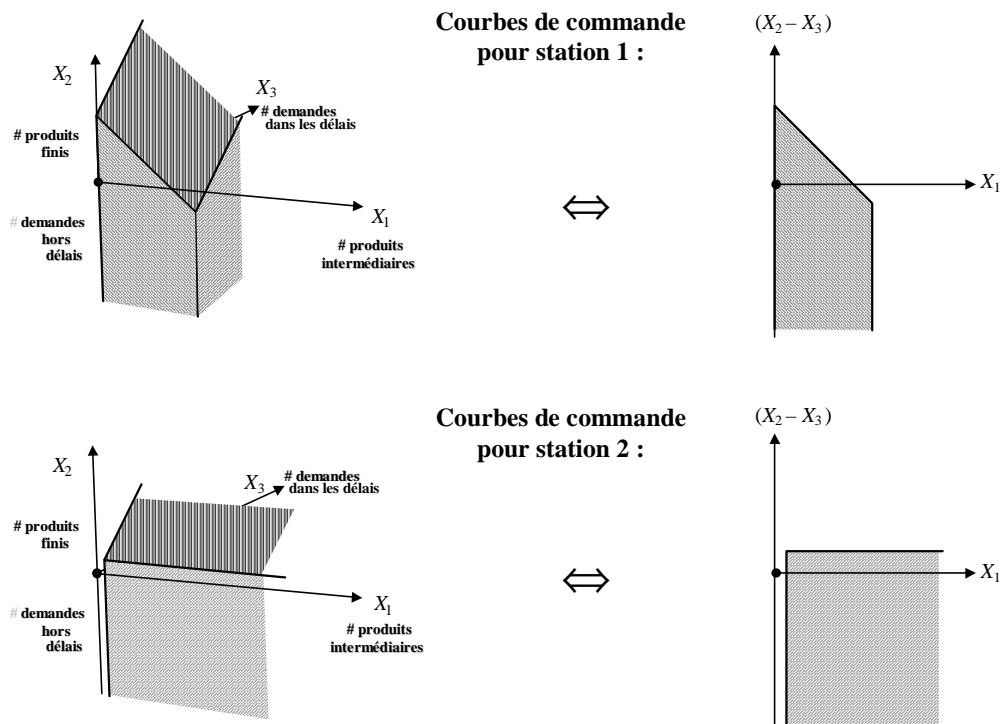 Courbes de commande
pour station 1 :
(X2 – X3)
X2
X3
# demandes
dans les délais
# produits
finis
X1
X1
# demandes
hors
délais
# produits
intermédiaires
⇔
Courbes de commande
pour station 2 :
(X2 – X3)
X2
X3
# demandes
dans les délais
# produits
finis
X1
X1
# demandes
hors
délais
# produits
intermédiaires
⇔